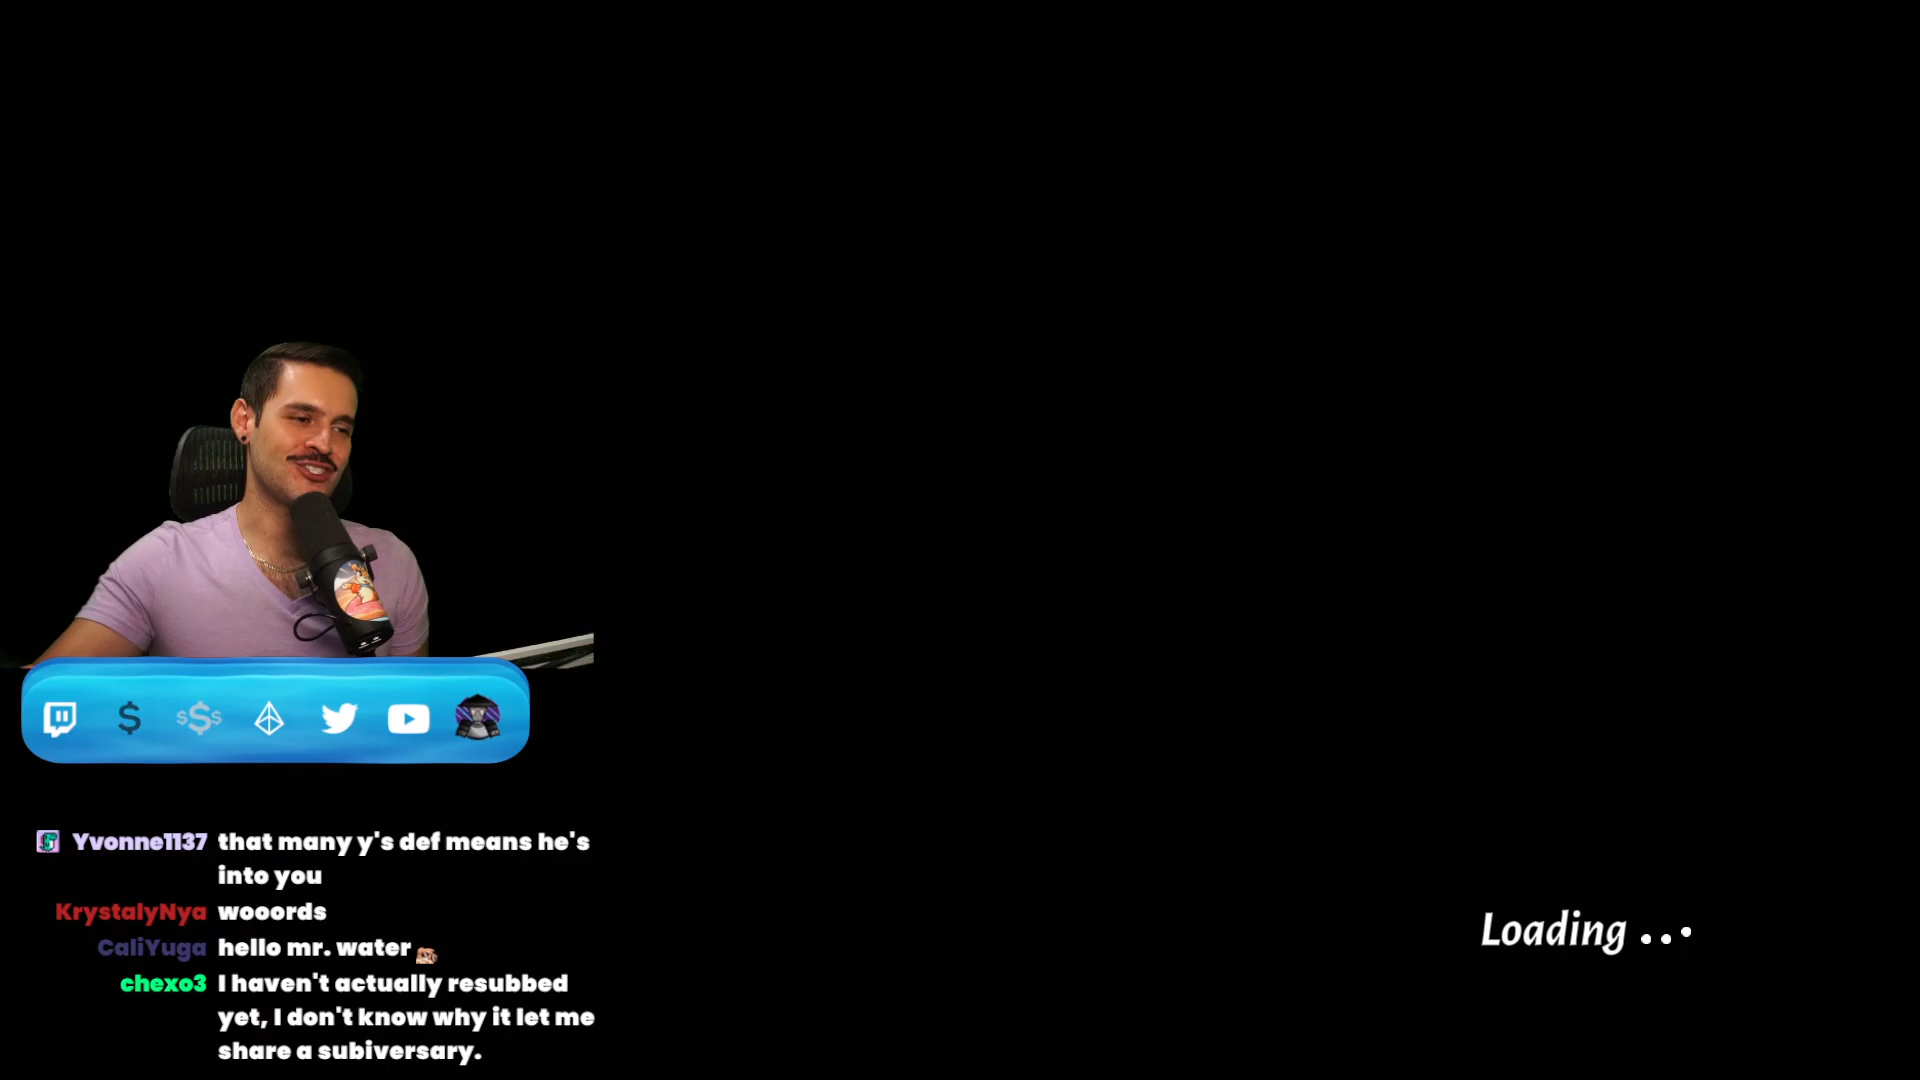 Yvonne1137 that many y's def means he's
into you
KrystalyNya wooords
CaliYuga hello mr. water
chexo3 I haven't actually resubbed
yet, I don't know why it let me
share a subiversary.
Loading ...